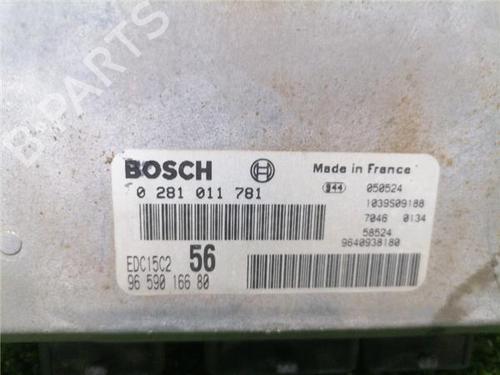 B-PARTS
BOSCH
Made in France
0 281 011 781
944 050524
1039S09188
7046 0134
58524
9640938180
EDC15C2 56
96 590 166 80